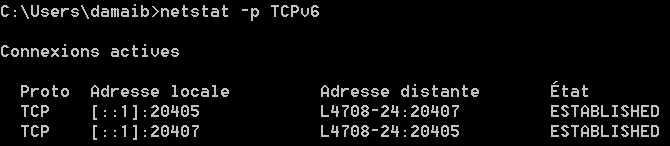 C:\Users\damaib>netstat -p TCPv6
Connexions actives
Proto Adresse locale Adresse distante État
TCP [::1]:20405 L4708-24:20407 ESTABLISHED
TCP [::1]:20407 L4708-24:20405 ESTABLISHED